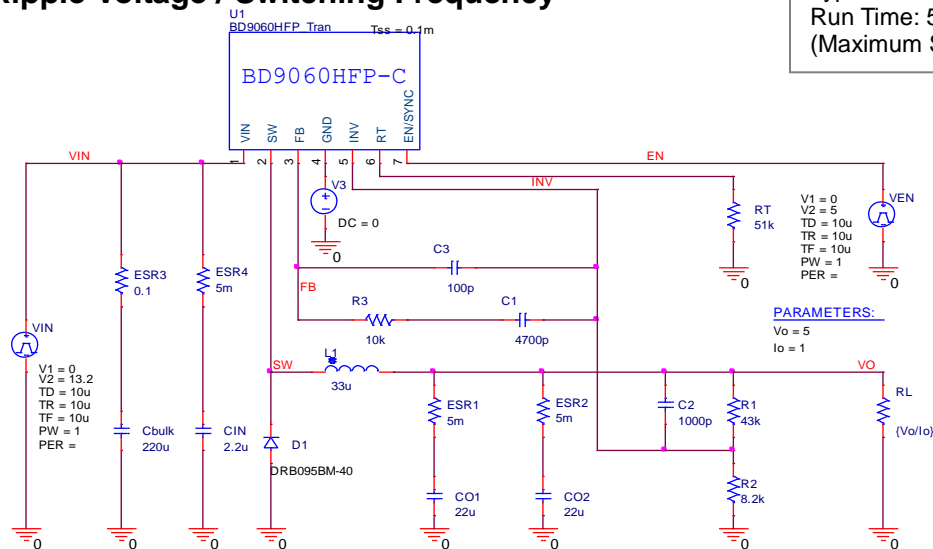 Ripple Voltage / Switching Frequency
Run Time: 5
(Maximum S
U1
BD9060HFP_Tran
Tss = 0.1m
BD9060HFP-C
VIN
SW
FB
GND
INV
RT
EN/SYNC
1
2
3
4
5
6
7
VIN
EN
INV
V3
DC = 0
0
RT
51k
0
V1 = 0
V2 = 5
TD = 10u
TR = 10u
TF = 10u
PW = 1
PER =
VEN
0
ESR3
0.1
ESR4
5m
C3
100p
FB
R3
10k
C1
4700p
PARAMETERS:
Vo = 5
Io = 1
VIN
V1 = 0
V2 = 13.2
TD = 10u
TR = 10u
TF = 10u
PW = 1
PER =
SW
L1
33u
VO
ESR1
5m
ESR2
5m
C2
1000p
R1
43k
RL
{Vo/Io}
Cbulk
220u
CIN
2.2u
D1
DRB095BM-40
CO1
22u
CO2
22u
R2
8.2k
0
0
0
0
0
0
0
0